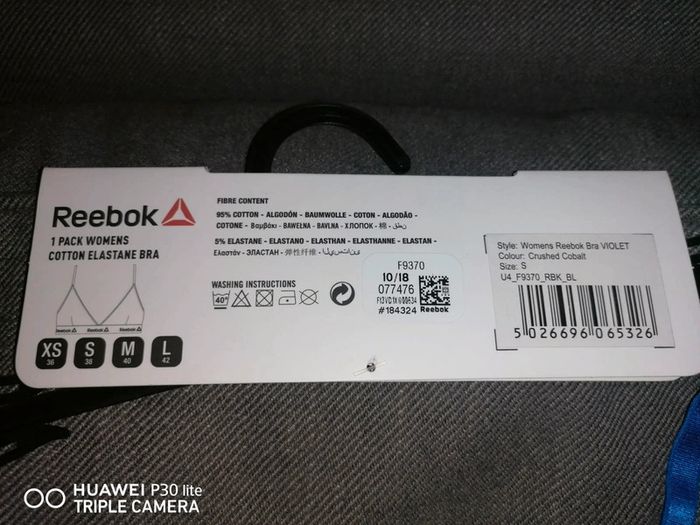 Reebok
1 PACK WOMENS
COTTON ELASTANE BRA
Reebok
XS S M L
36 38 40 42
FIBRE CONTENT
95% COTTON - ALGODÓN - BAUMWOLLE - COTON - ALGODÃO -
COTONE - Βαμβάκι - BAWEŁNA - BAVLNA - ХЛОПОК - 棉 - قطن
5% ELASTANE - ELASTANO - ELASTHAN - ELASTHANNE - ELASTAN -
Ελαστάν - ЭЛАСТАН - 弹性纤维 -
WASHING INSTRUCTIONS
40°
F9370
10/18
077476
#184324 Reebok
Style: Womens Reebok Bra VIOLET
Colour: Crushed Cobalt
Size: S
U4_F9370_RBK_BL
5 026696 065326
HUAWEI P30 lite
TRIPLE CAMERA